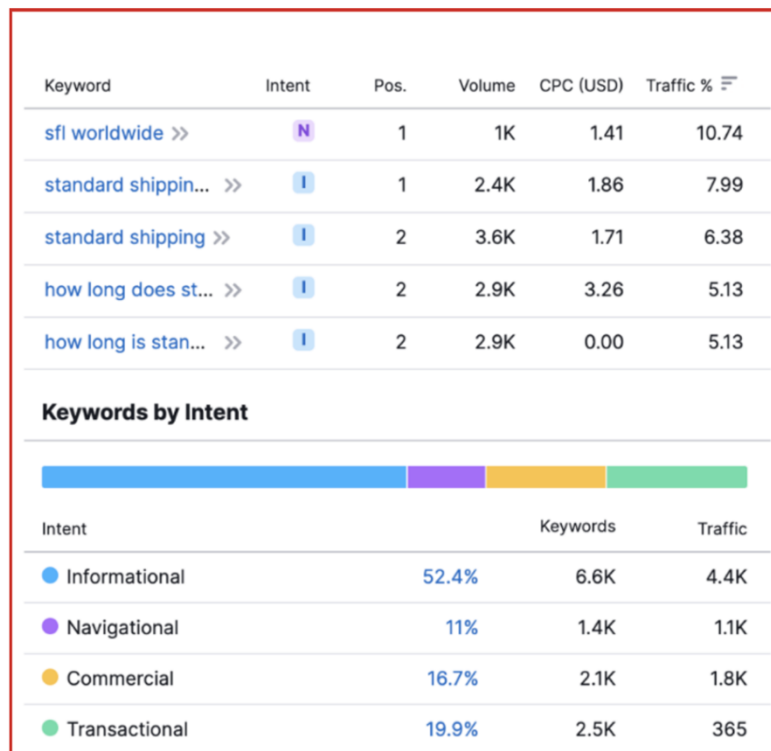 Keyword Intent Pos. Volume CPC (USD) Traffic %
sfl worldwide N 1 1K 1.41 10.74
standard shippin... I 1 2.4K 1.86 7.99
standard shipping I 2 3.6K 1.71 6.38
how long does st... I 2 2.9K 3.26 5.13
how long is stan... I 2 2.9K 0.00 5.13
Keywords by Intent
Intent Keywords Traffic
Informational 52.4% 6.6K 4.4K
Navigational 11% 1.4K 1.1K
Commercial 16.7% 2.1K 1.8K
Transactional 19.9% 2.5K 365